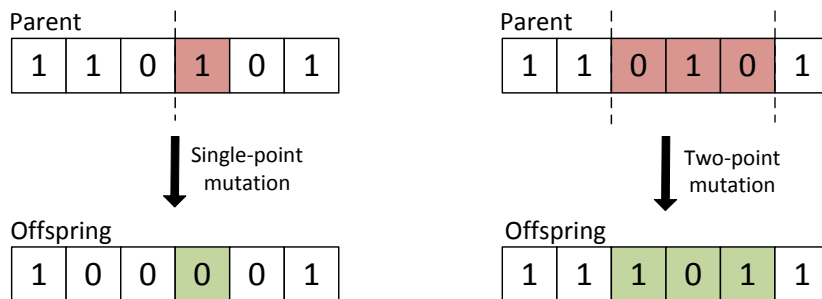 Parent
1 1 0 1 0 1
Single-point
mutation
Offspring
1 0 0 0 0 1
Parent
1 1 0 1 0 1
Two-point
mutation
Offspring
1 1 1 0 1 1